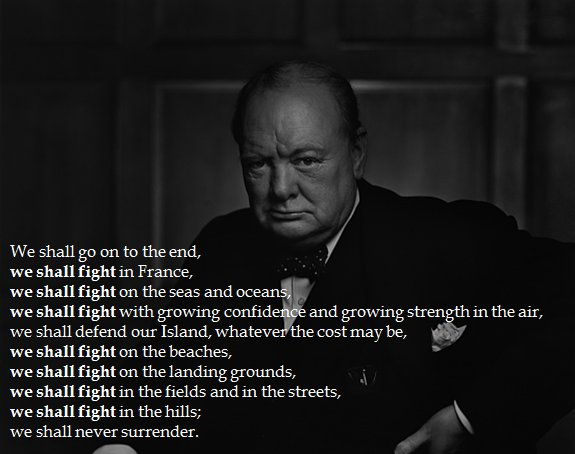 We shall go on to the end,
we shall fight in France,
we shall fight on the seas and oceans,
we shall fight with growing confidence and growing strength in the air,
we shall defend our Island, whatever the cost may be,
we shall fight on the beaches,
we shall fight on the landing grounds,
we shall fight in the fields and in the streets,
we shall fight in the hills;
we shall never surrender.